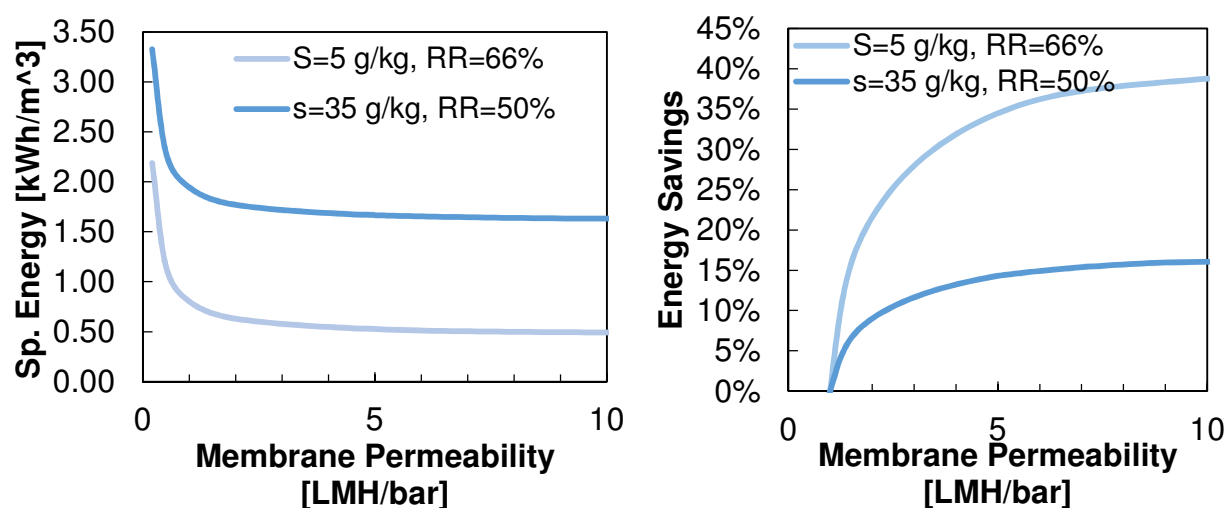 Sp. Energy [kWh/m^3]
3.50
3.00
2.50
2.00
1.50
1.00
0.50
0.00
S=5 g/kg, RR=66%
s=35 g/kg, RR=50%
0
5
10
Membrane Permeability
[LMH/bar]
Energy Savings
45%
40%
35%
30%
25%
20%
15%
10%
5%
0%
S=5 g/kg, RR=66%
s=35 g/kg, RR=50%
0
5
10
Membrane Permeability
[LMH/bar]